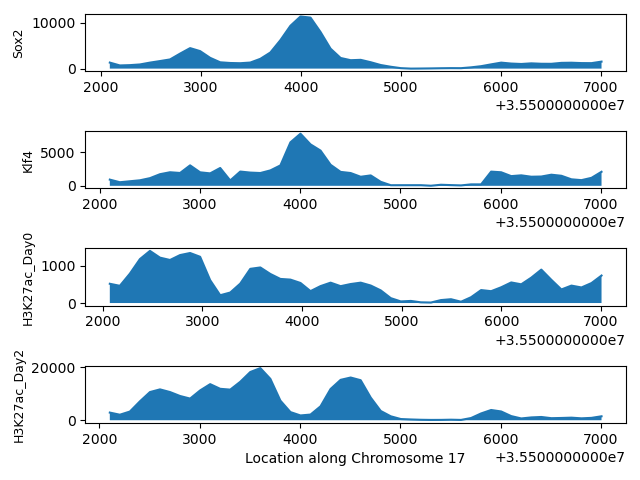 Sox2
10000
0
2000 3000 4000 5000 6000 7000
+3.5500000000e7
Klf4
5000
0
2000 3000 4000 5000 6000 7000
+3.5500000000e7
H3K27ac_Day0
1000
0
2000 3000 4000 5000 6000 7000
+3.5500000000e7
H3K27ac_Day2
20000
0
2000 3000 4000 5000 6000 7000
Location along Chromosome 17 +3.5500000000e7